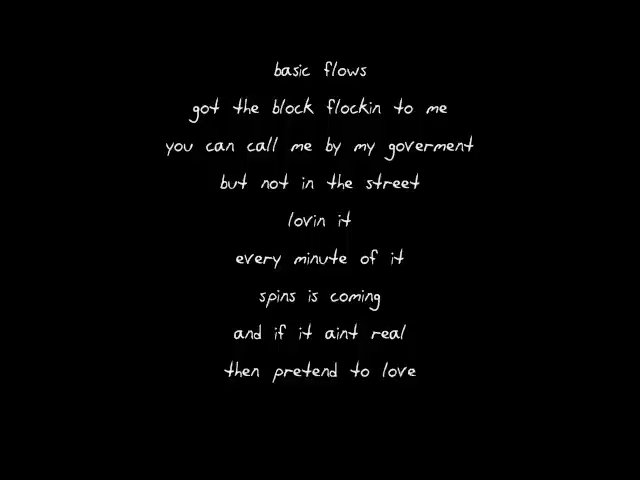 basic flows
got the block flockin to me
you can call me by my goverment
but not in the street
lovin it
every minute of it
spins is coming
and if it aint real
then pretend to love